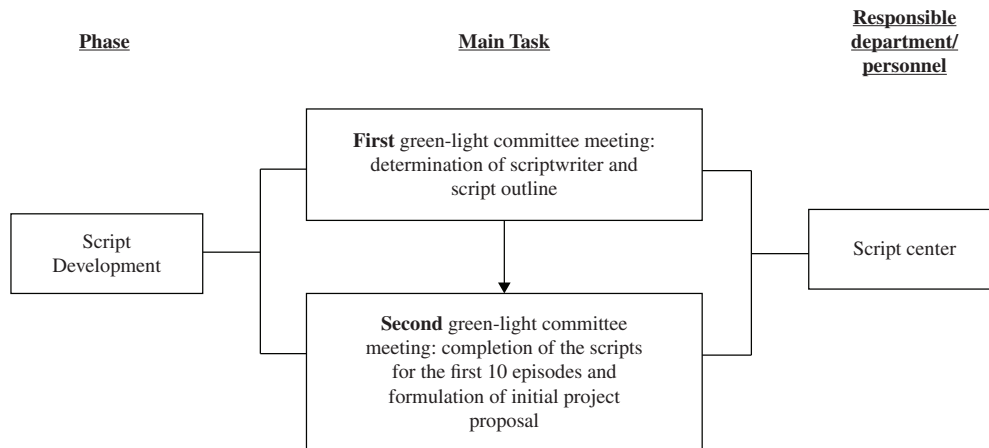 Phase
Main Task
Responsible
department/
personnel
First green-light committee meeting:
determination of scriptwriter and
script outline
Script
Development
Script center
Second green-light committee
meeting: completion of the scripts
for the first 10 episodes and
formulation of initial project
proposal